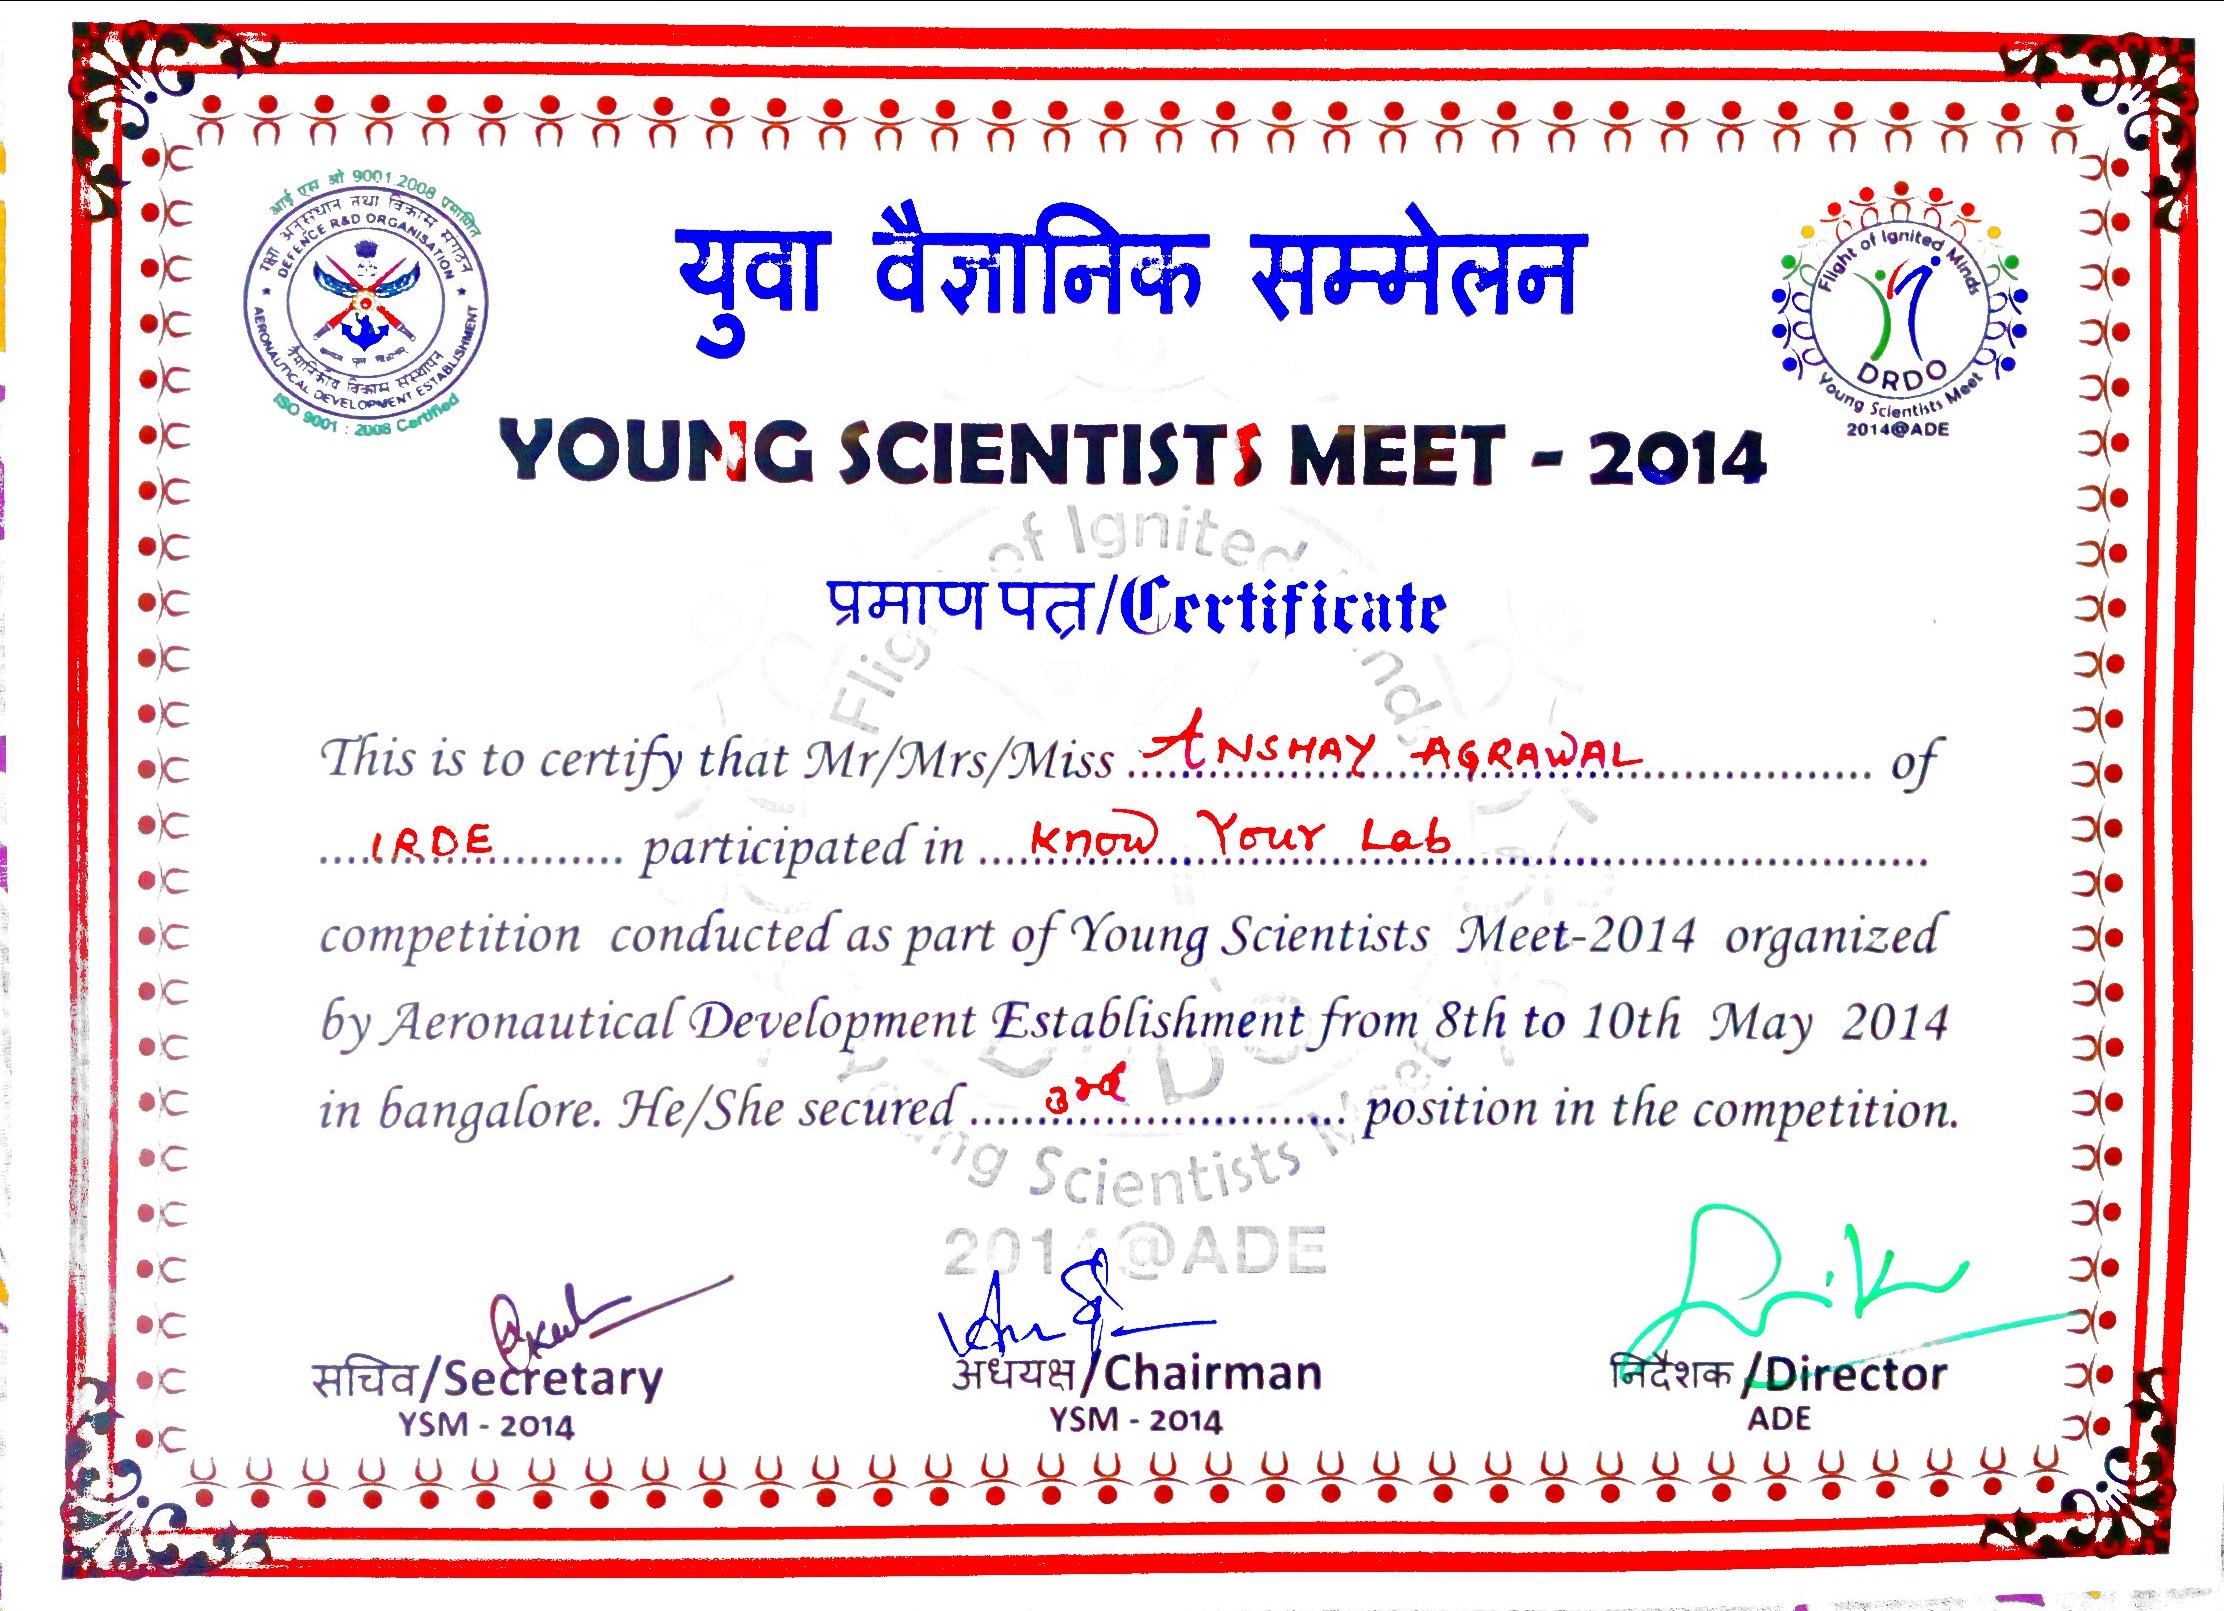 आई एस ओ 9001:2008 प्रमाणित
रक्षा अनुसंधान तथा विकास संगठन
DEFENCE R&D ORGANISATION
वैमानिकीय विकास संस्थापन
AERONAUTICAL DEVELOPMENT ESTABLISHMENT
ISO 9001 : 2008 Certified
युवा वैज्ञानिक सम्मेलन
Flight of Ignited Minds
DRDO
Young Scientists Meet
2014@ADE
YOUNG SCIENTISTS MEET - 2014
प्रमाण पत्र/Certificate
This is to certify that Mr/Mrs/Miss ANSHAY AGRAWAL of
IRDE participated in Know Your Lab
competition conducted as part of Young Scientists Meet-2014 organized
by Aeronautical Development Establishment from 8th to 10th May 2014
in bangalore. He/She secured 3rd position in the competition.
Flight of Ignited Minds
DRDO
Young Scientists Meet
2014@ADE
सचिव/Secretary
YSM - 2014
अधयक्ष/Chairman
YSM - 2014
निदेशक/Director
ADE